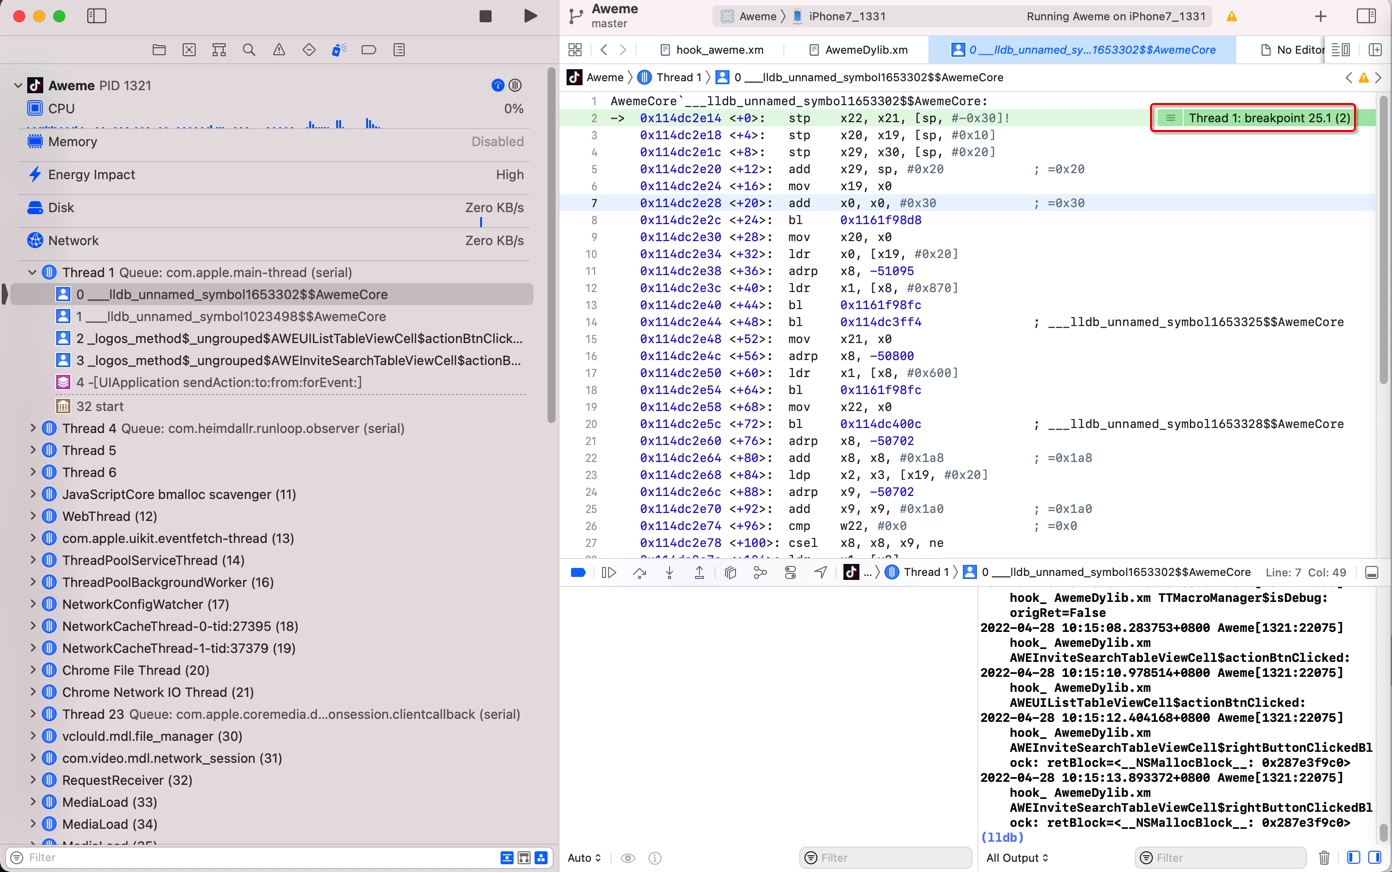 Aweme
master
Aweme 〉 iPhone7_1331
Running Aweme on iPhone7_1331
hook_aweme.xm
AwemeDylib.xm
0 ___lldb_unnamed_sy...1653302$$AwemeCore
No Editor
Aweme PID 1321
CPU 0%
Memory Disabled
Energy Impact High
Disk Zero KB/s
Network Zero KB/s
Thread 1 Queue: com.apple.main-thread (serial)
0 ___lldb_unnamed_symbol1653302$$AwemeCore
1 ___lldb_unnamed_symbol1023498$$AwemeCore
2 _logos_method$_ungrouped$AWEUIListTableViewCell$actionBtnClick...
3 _logos_method$_ungrouped$AWEInviteSearchTableViewCell$actionB...
4 -[UIApplication sendAction:to:from:forEvent:]
32 start
Thread 4 Queue: com.heimdallr.runloop.observer (serial)
Thread 5
Thread 6
JavaScriptCore bmalloc scavenger (11)
WebThread (12)
com.apple.uikit.eventfetch-thread (13)
ThreadPoolServiceThread (14)
ThreadPoolBackgroundWorker (16)
NetworkConfigWatcher (17)
NetworkCacheThread-0-tid:27395 (18)
NetworkCacheThread-1-tid:37379 (19)
Chrome File Thread (20)
Chrome Network IO Thread (21)
Thread 23 Queue: com.apple.coremedia.d...onsession.clientcallback (serial)
vclould.mdl.file_manager (30)
com.video.mdl.network_session (31)
RequestReceiver (32)
MediaLoad (33)
MediaLoad (34)
Filter
Aweme 〉 Thread 1 〉 0 ___lldb_unnamed_symbol1653302$$AwemeCore
1 AwemeCore`___lldb_unnamed_symbol1653302$$AwemeCore:
2 -> 0x114dc2e14 <+0>: stp x22, x21, [sp, #-0x30]!
Thread 1: breakpoint 25.1 (2)
3 0x114dc2e18 <+4>: stp x20, x19, [sp, #0x10]
4 0x114dc2e1c <+8>: stp x29, x30, [sp, #0x20]
5 0x114dc2e20 <+12>: add x29, sp, #0x20 ; =0x20
6 0x114dc2e24 <+16>: mov x19, x0
7 0x114dc2e28 <+20>: add x0, x0, #0x30 ; =0x30
8 0x114dc2e2c <+24>: bl 0x1161f98d8
9 0x114dc2e30 <+28>: mov x20, x0
10 0x114dc2e34 <+32>: ldr x0, [x19, #0x20]
11 0x114dc2e38 <+36>: adrp x8, -51095
12 0x114dc2e3c <+40>: ldr x1, [x8, #0x870]
13 0x114dc2e40 <+44>: bl 0x1161f98fc
14 0x114dc2e44 <+48>: bl 0x114dc3ff4 ; ___lldb_unnamed_symbol1653325$$AwemeCore
15 0x114dc2e48 <+52>: mov x21, x0
16 0x114dc2e4c <+56>: adrp x8, -50800
17 0x114dc2e50 <+60>: ldr x1, [x8, #0x600]
18 0x114dc2e54 <+64>: bl 0x1161f98fc
19 0x114dc2e58 <+68>: mov x22, x0
20 0x114dc2e5c <+72>: bl 0x114dc400c ; ___lldb_unnamed_symbol1653328$$AwemeCore
21 0x114dc2e60 <+76>: adrp x8, -50702
22 0x114dc2e64 <+80>: add x8, x8, #0x1a8 ; =0x1a8
23 0x114dc2e68 <+84>: ldp x2, x3, [x19, #0x20]
24 0x114dc2e6c <+88>: adrp x9, -50702
25 0x114dc2e70 <+92>: add x9, x9, #0x1a0 ; =0x1a0
26 0x114dc2e74 <+96>: cmp w22, #0x0 ; =0x0
27 0x114dc2e78 <+100>: csel x8, x8, x9, ne
... 〉 Thread 1 〉 0 ___lldb_unnamed_symbol1653302$$AwemeCore
Line: 7 Col: 49
hook_ AwemeDylib.xm TTMacroManager$isDebug:
origRet=False
2022-04-28 10:15:08.283753+0800 Aweme[1321:22075]
hook_ AwemeDylib.xm
AWEInviteSearchTableViewCell$actionBtnClicked:
2022-04-28 10:15:10.978514+0800 Aweme[1321:22075]
hook_ AwemeDylib.xm
AWEUIListTableViewCell$actionBtnClicked:
2022-04-28 10:15:12.404168+0800 Aweme[1321:22075]
hook_ AwemeDylib.xm
AWEInviteSearchTableViewCell$rightButtonClickedBl
ock: retBlock=<__NSMallocBlock__: 0x287e3f9c0>
2022-04-28 10:15:13.893372+0800 Aweme[1321:22075]
hook_ AwemeDylib.xm
AWEInviteSearchTableViewCell$rightButtonClickedBl
ock: retBlock=<__NSMallocBlock__: 0x287e3f9c0>
(lldb)
Auto
Filter
All Output
Filter